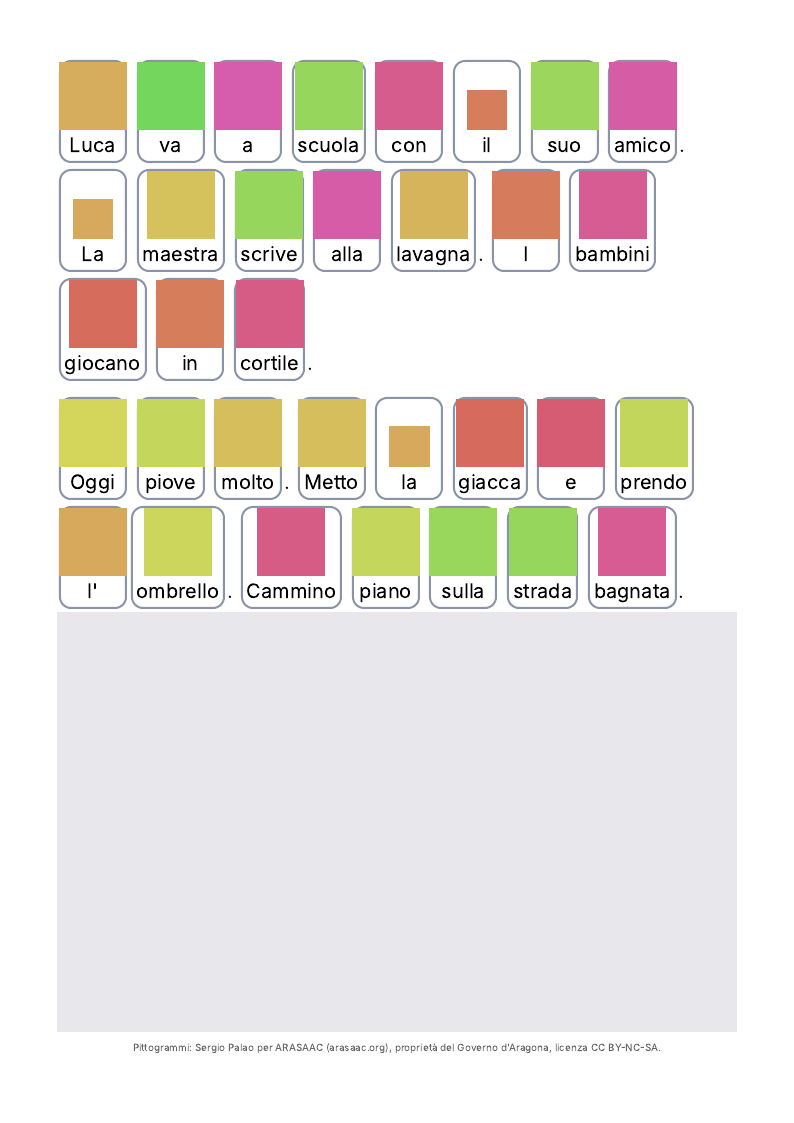 Luca va a scuola con il suo amico.
La maestra scrive alla lavagna. I bambini
giocano in cortile.
Oggi piove molto. Metto la giacca e prendo
l' ombrello. Cammino piano sulla strada bagnata.
Pittogrammi: Sergio Palao per ARASAAC (arasaac.org), proprietà del Governo d'Aragona, licenza CC BY-NC-SA.